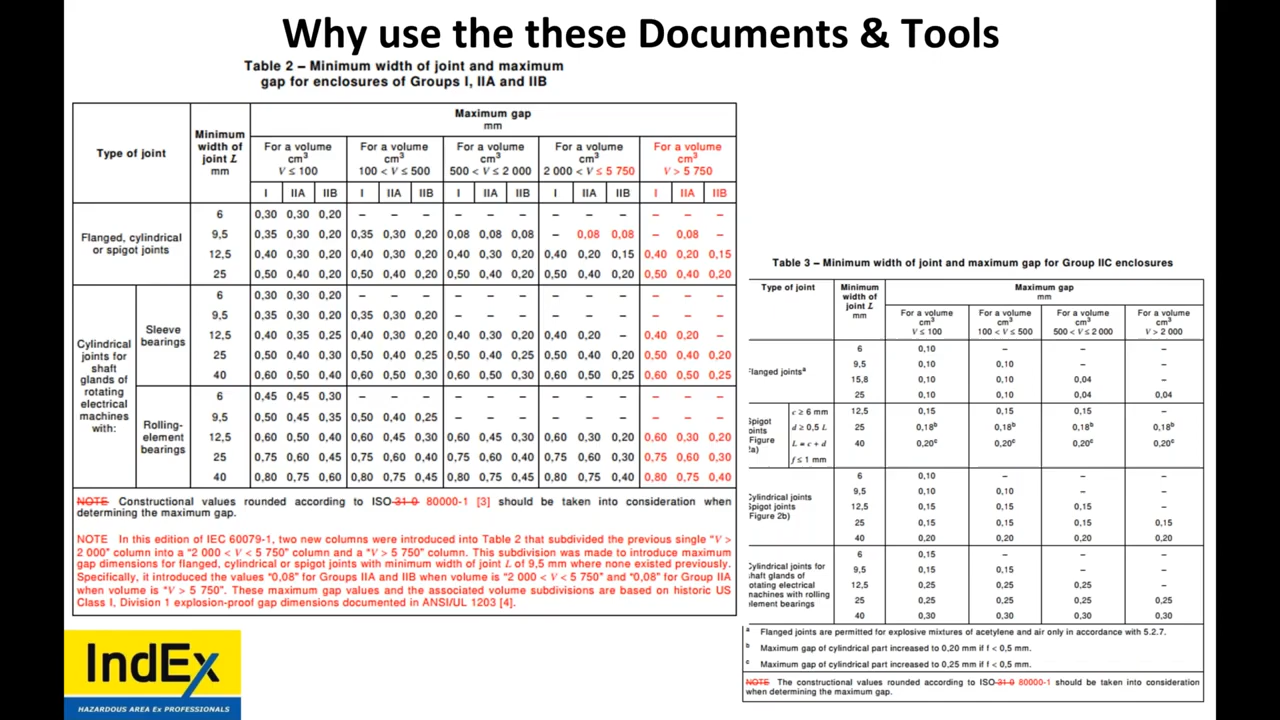 Why use the these Documents & Tools
Table 2 – Minimum width of joint and maximum
gap for enclosures of Groups I, IIA and IIB
Type of joint
Minimum
width of
joint L
mm
Maximum gap
mm
For a volume
cm3
V ≤ 100
For a volume
cm3
100 < V ≤ 500
For a volume
cm3
500 < V ≤ 2 000
For a volume
cm3
2 000 < V ≤ 5 750
For a volume
cm3
V > 5 750
I IIA IIB I IIA IIB I IIA IIB I IIA IIB I IIA IIB
Flanged, cylindrical
or spigot joints
6 0,30 0,30 0,20 – – – – – – – – – – – –
9,5 0,35 0,30 0,20 0,35 0,30 0,20 0,08 0,08 0,08 – 0,08 0,08 – 0,08 –
12,5 0,40 0,30 0,20 0,40 0,30 0,20 0,40 0,30 0,20 0,40 0,20 0,15 0,40 0,20 0,15
25 0,50 0,40 0,20 0,50 0,40 0,20 0,50 0,40 0,20 0,50 0,40 0,20 0,50 0,40 0,20
Cylindrical
joints for
shaft
glands of
rotating
electrical
machines
with:
Sleeve
bearings
6 0,30 0,30 0,20 – – – – – – – – – – – –
9,5 0,35 0,30 0,20 0,35 0,30 0,20 – – – – – – – – –
12,5 0,40 0,35 0,25 0,40 0,30 0,20 0,40 0,30 0,20 0,40 0,20 – 0,40 0,20 –
25 0,50 0,40 0,30 0,50 0,40 0,25 0,50 0,40 0,25 0,50 0,40 0,20 0,50 0,40 0,20
40 0,60 0,50 0,40 0,60 0,50 0,30 0,60 0,50 0,30 0,60 0,50 0,25 0,60 0,50 0,25
Rolling-
element
bearings
6 0,45 0,45 0,30 – – – – – – – – – – – –
9,5 0,50 0,45 0,35 0,50 0,40 0,25 – – – – – – – – –
12,5 0,60 0,50 0,40 0,60 0,45 0,30 0,60 0,45 0,30 0,60 0,30 0,20 0,60 0,30 0,20
25 0,75 0,60 0,45 0,75 0,60 0,40 0,75 0,60 0,40 0,75 0,60 0,30 0,75 0,60 0,30
40 0,80 0,75 0,60 0,80 0,75 0,45 0,80 0,75 0,45 0,80 0,75 0,40 0,80 0,75 0,40
NOTE Constructional values rounded according to ISO 31-0 80000-1 [3] should be taken into consideration when
determining the maximum gap.
NOTE In this edition of IEC 60079-1, two new columns were introduced into Table 2 that subdivided the previous single “V >
2 000” column into a “2 000 < V < 5 750” column and a “V > 5 750” column. This subdivision was made to introduce maximum
gap dimensions for flanged, cylindrical or spigot joints with minimum width of joint L of 9,5 mm where none existed previously.
Specifically, it introduced the values “0,08” for Groups IIA and IIB when volume is “2 000 < V < 5 750” and “0,08” for Group IIA
when volume is “V > 5 750”. These maximum gap values and the associated volume subdivisions are based on historic US
Class I, Division 1 explosion-proof gap dimensions documented in ANSI/UL 1203 [4].
Table 3 – Minimum width of joint and maximum gap for Group IIC enclosures
Type of joint
Minimum
width of
joint L
mm
Maximum gap
mm
For a volume
cm3
V ≤ 100
For a volume
cm3
100 < V ≤ 500
For a volume
cm3
500 < V ≤ 2 000
For a volume
cm3
V > 2 000
Flanged jointsa
6 0,10 – – –
9,5 0,10 0,10 – –
15,8 0,10 0,10 0,04 –
25 0,10 0,10 0,04 0,04
Spigot
joints
(Figure
2a)
c ≥ 6 mm
d ≥ 0,5 L
L = c + d
f ≤ 1 mm
12,5 0,15 0,15 0,15 –
25 0,18b 0,18b 0,18b 0,18b
40 0,20c 0,20c 0,20c 0,20c
Cylindrical joints
Spigot joints
(Figure 2b)
6 0,10 – – –
9,5 0,10 0,10 – –
12,5 0,15 0,15 0,15 –
25 0,15 0,15 0,15 0,15
40 0,20 0,20 0,20 0,20
Cylindrical joints for
shaft glands of
rotating electrical
machines with rolling
element bearings
6 0,15 – – –
9,5 0,15 0,15 – –
12,5 0,25 0,25 0,25 –
25 0,25 0,25 0,25 0,25
40 0,30 0,30 0,30 0,30
a Flanged joints are permitted for explosive mixtures of acetylene and air only in accordance with 5.2.7.
b Maximum gap of cylindrical part increased to 0,20 mm if f < 0,5 mm.
c Maximum gap of cylindrical part increased to 0,25 mm if f < 0,5 mm.
NOTE The constructional values rounded according to ISO 31-0 80000-1 should be taken into consideration
when determining the maximum gap.
IndEx
HAZARDOUS AREA Ex PROFESSIONALS